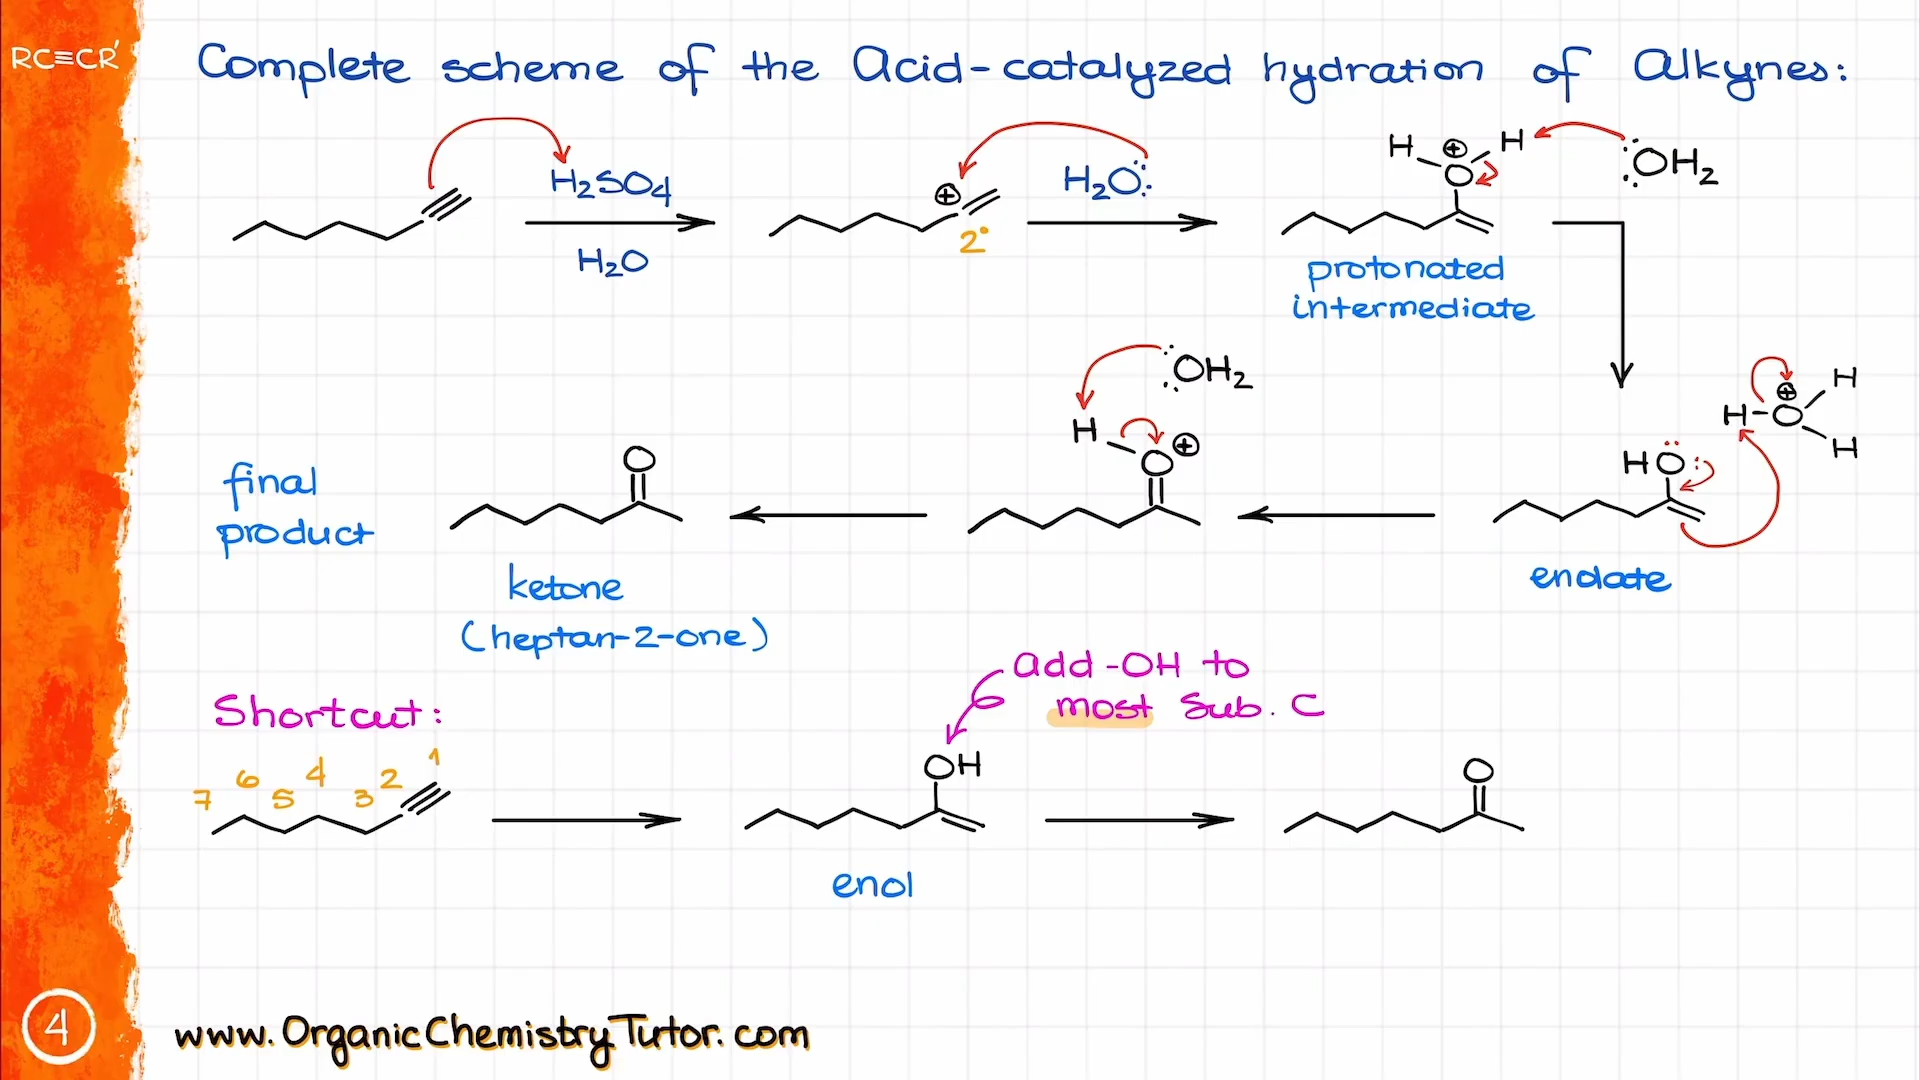 RC≡CR'
Complete scheme of the Acid-catalyzed hydration of Alkynes:
H₂SO₄
H₂O
⊕
2°
H₂O:
H ⊕ H
O
:OH₂
protonated
intermediate
:OH₂
H
O ⊕
H-O-H
⊕
H
HO:
enolate
final
product
O
ketone
(heptan-2-one)
Shortcut:
add -OH to
most sub. C
7 6 5 4 3 2 1
OH
O
enol
4
www.OrganicChemistryTutor.com